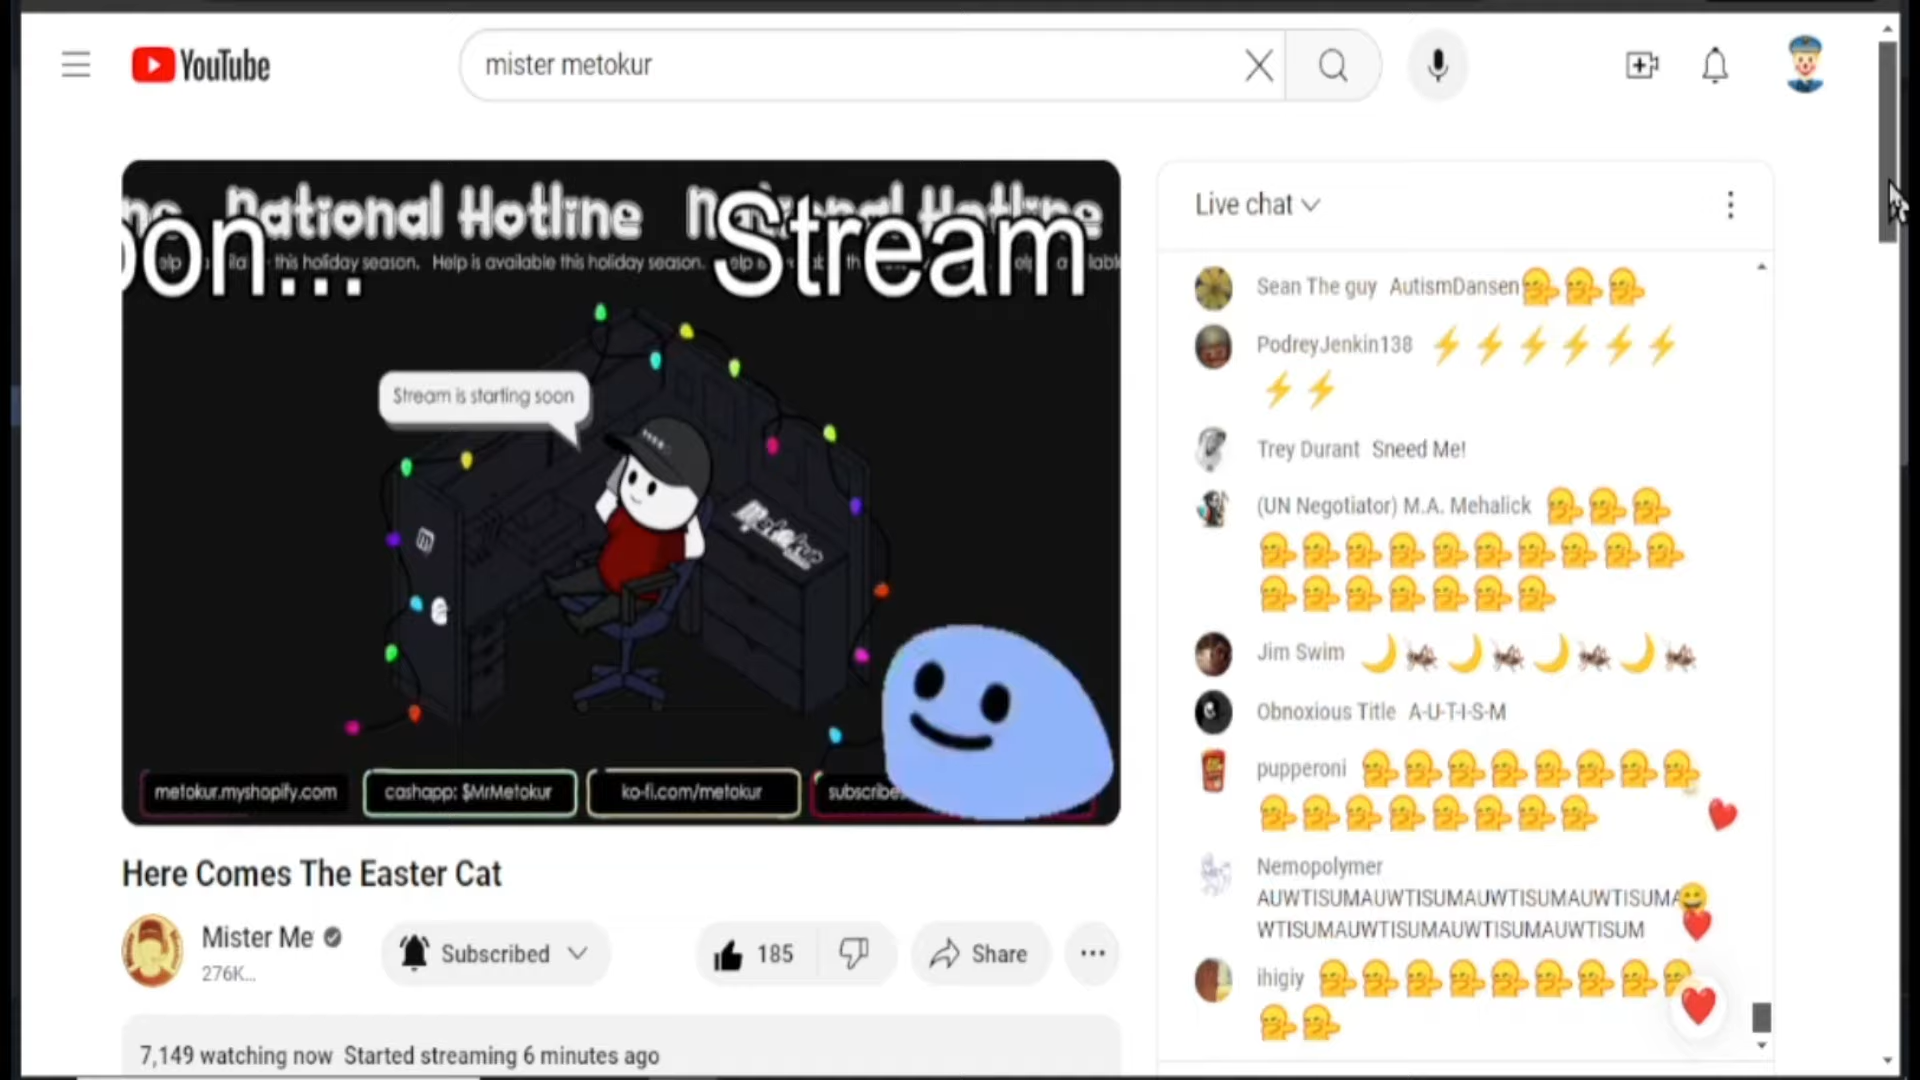 YouTube
mister metokur
National Hotline
Stream
oon...
this holiday season. Help is available this holiday season.
Stream is starting soon
Metokur
metokur.myshopify.com
cashapp: $MrMetokur
ko-fi.com/metokur
subscribe
Here Comes The Easter Cat
Mister Me
276K...
Subscribed
185
Share
7,149 watching now Started streaming 6 minutes ago
Live chat
Sean The guy AutismDansen
PodreyJenkin138
Trey Durant Sneed Me!
(UN Negotiator) M.A. Mehalick
Jim Swim
Obnoxious Title A-U-T-I-S-M
pupperoni
Nemopolymer
AUWTISUMAUWTISUMAUWTISUMAUWTISUMA
WTISUMAUWTISUMAUWTISUMAUWTISUM
ihigiy